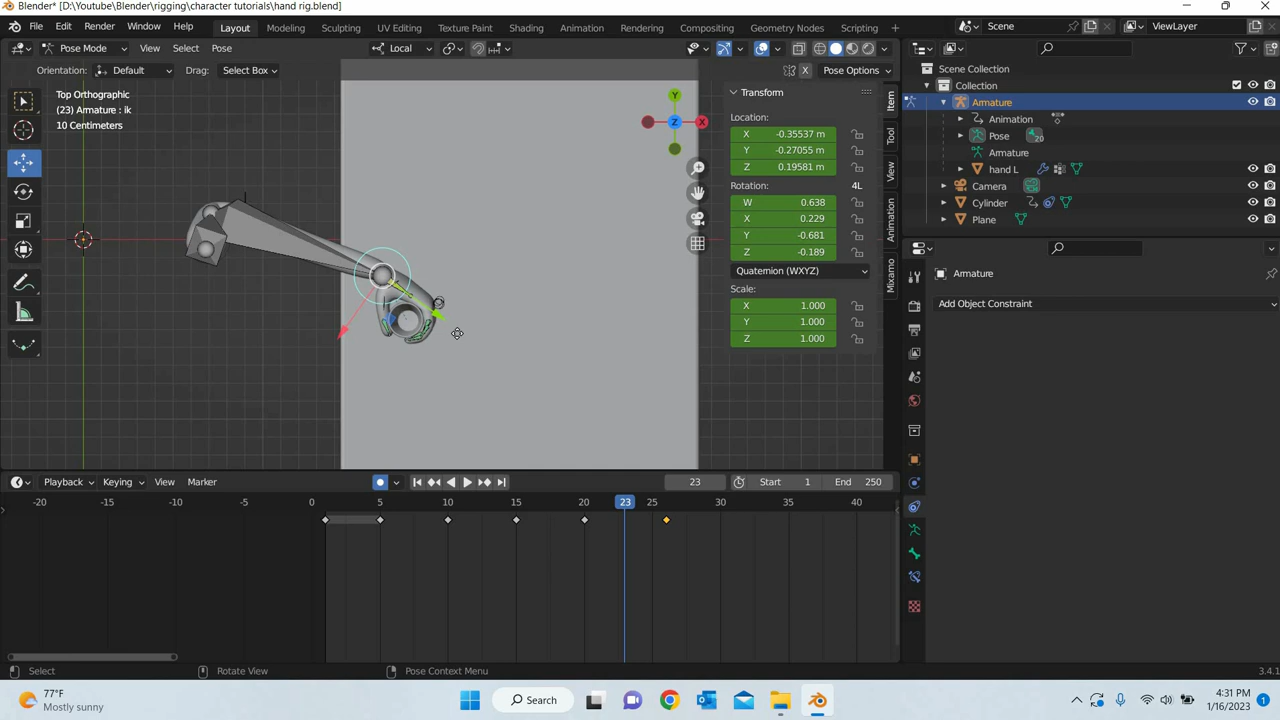 Blender* [D:\Youtube\Blender\rigging\character tutorials\hand rig.blend]
File Edit Render Window Help Layout Modeling Sculpting UV Editing Texture Paint Shading Animation Rendering Compositing Geometry Nodes Scripting Scene ViewLayer
Pose Mode View Select Pose Local
Orientation: Default Drag: Select Box X Pose Options
Top Orthographic
(23) Armature : ik
10 Centimeters
Y
X
Z
Transform
Location:
X -0.35537 m
Y -0.27055 m
Z 0.19581 m
Rotation: 4L
W 0.638
X 0.229
Y -0.681
Z -0.189
Quaternion (WXYZ)
Scale:
X 1.000
Y 1.000
Z 1.000
Item
Tool
View
Animation
Mixamo
Scene Collection
Collection
Armature
Animation
Pose 20
Armature
hand L
Camera
Cylinder
Plane
Armature
Add Object Constraint
Playback Keying View Marker 23 Start 1 End 250
-20 -15 -10 -5 0 5 10 15 20 23 30 35 40
Select Rotate View Pose Context Menu 3.4.1
77°F
Mostly sunny
Search
4:31 PM
1/16/2023
1